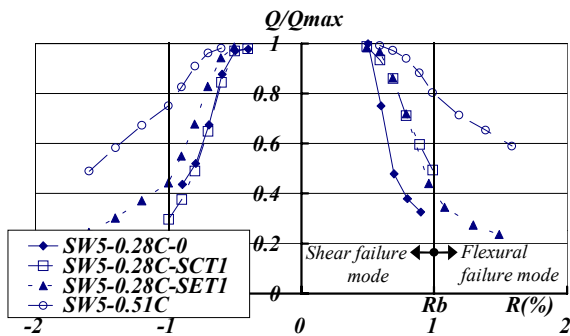 Q/Qmax
1
0.8
0.6
0.4
0.2
0
Shear failure mode
Flexural failure mode
SW5-0.28C-0
SW5-0.28C-SCT1
SW5-0.28C-SET1
SW5-0.51C
Rb R(%)
-2 -1 0 1 2